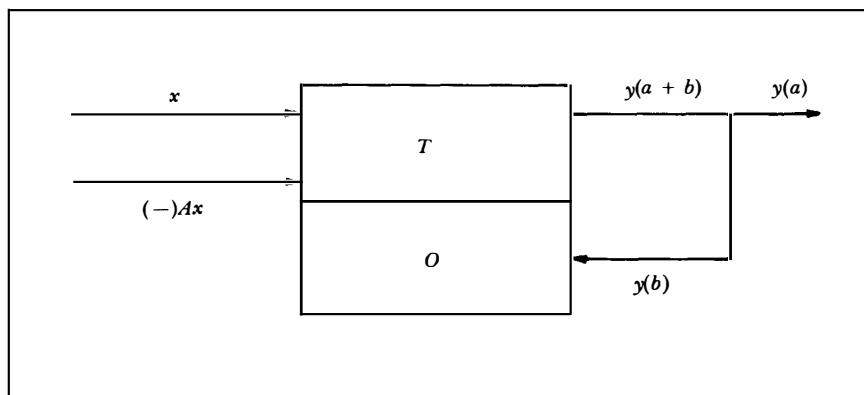 x
y(a + b)
y(a)
T
(−)Ax
O
y(b)